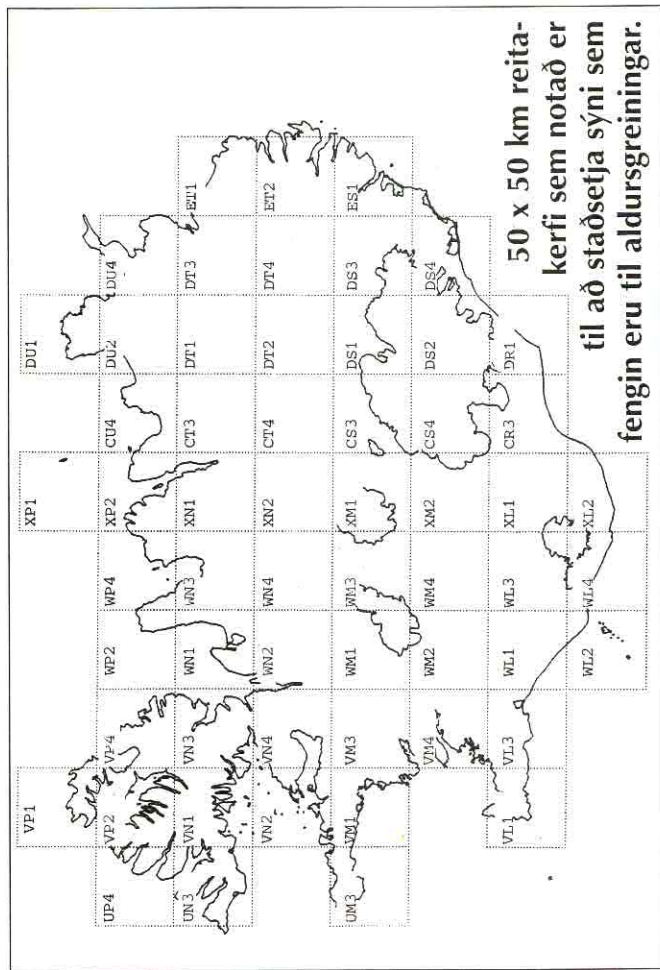 VP1 XP1 DU1
UP4 VP2 VP4 WP2 WP4 XP2 CU4 DU2 DU4
UN3 VN1 VN3 WN1 WN3 XN1 CT3 DT1 DT3 ET1
VN2 VN4 WN2 WN4 XN2 CT4 DT2 DT4 ET2
UM3 VM1 VM3 WM1 WM3 XM1 CS3 DS1 DS3 ES1
VM4 WM2 WM4 XM2 CS4 DS2 DS4
VL1 VL3 WL1 WL3 XL1 CR3 DR1
WL2 WL4 XL2
50 x 50 km reita-
kerfi sem notað er
til að staðsetja sýni sem
fengin eru til aldursgreiningar.